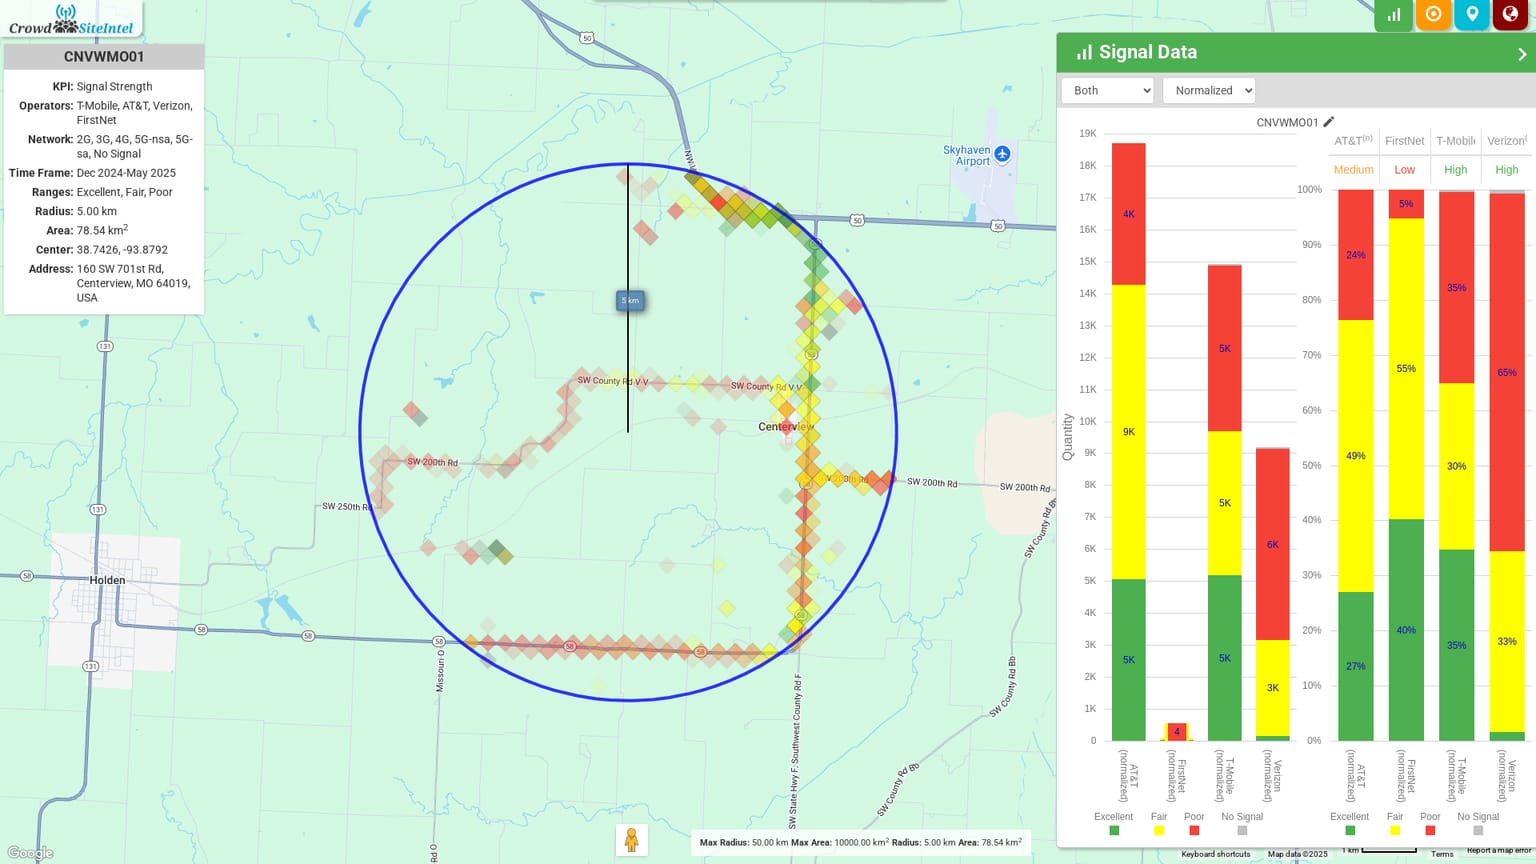 Crowd SiteIntel
CNVWMO01
KPI: Signal Strength
Operators: T-Mobile, AT&T, Verizon,
FirstNet
Network: 2G, 3G, 4G, 5G-nsa, 5G-
sa, No Signal
Time Frame: Dec 2024-May 2025
Ranges: Excellent, Fair, Poor
Radius: 5.00 km
Area: 78.54 km²
Center: 38.7426, -93.8792
Address: 160 SW 701st Rd,
Centerview, MO 64019,
USA
50
Skyhaven
Airport
50
50
5 km
131
SW County Rd V V
SW County Rd V V
Centerview
SW 200th Rd
SW 200th Rd
SW 200th Rd
SW 250th Rd
131
58
Holden
58
58
58
58
58
58
131
Missouri O
SW State Hwy F, Southwest County Rd F
SW County Rd Bb
SW County Rd Bb
SW County Rd Bb
Rd O
Google
Max Radius: 50.00 km Max Area: 10000.00 km² Radius: 5.00 km Area: 78.54 km²
Signal Data
Both
Normalized
CNVWMO01
Quantity
19K
18K
17K
16K
15K
14K
13K
12K
11K
10K
9K
8K
7K
6K
5K
4K
3K
2K
1K
0
4K
9K
5K
4
5K
5K
5K
6K
3K
AT&T
(normalized)
FirstNet
(normalized)
T-Mobile
(normalized)
Verizon
(normalized)
Excellent
Fair
Poor
No Signal
AT&T(n) FirstNet T-Mobile Verizon(
Medium Low High High
100%
90%
80%
70%
60%
50%
40%
30%
20%
10%
0%
24%
49%
27%
5%
55%
40%
35%
30%
35%
65%
33%
AT&T
(normalized)
FirstNet
(normalized)
T-Mobile
(normalized)
Verizon
(normalized)
Excellent
Fair
Poor
No Signal
Keyboard shortcuts
Map data ©2025
1 km
Terms
Report a map error